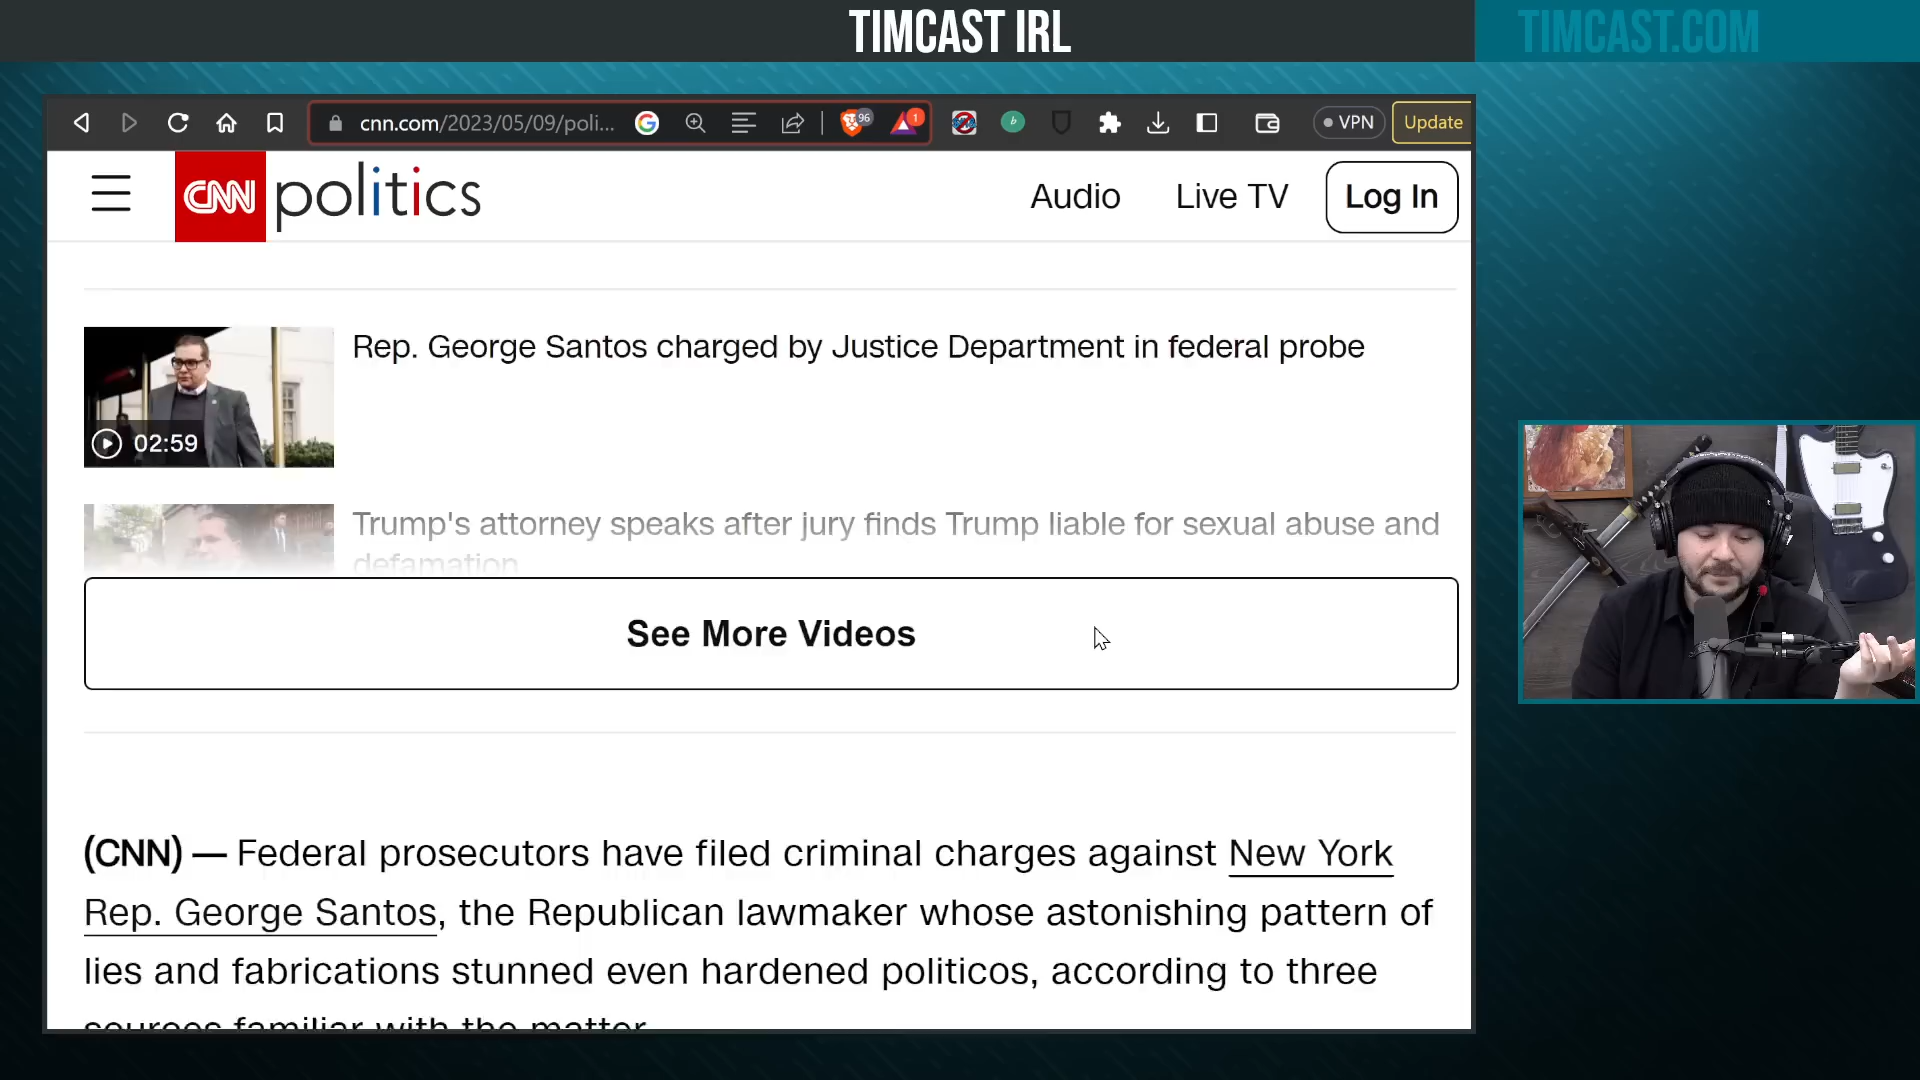 TIMCAST IRL
TIMCAST.COM
cnn.com/2023/05/09/poli...
96
1
VPN
Update
CNN politics
Audio
Live TV
Log In
Rep. George Santos charged by Justice Department in federal probe
02:59
Trump's attorney speaks after jury finds Trump liable for sexual abuse and
defamation
See More Videos
(CNN) — Federal prosecutors have filed criminal charges against New York
Rep. George Santos, the Republican lawmaker whose astonishing pattern of
lies and fabrications stunned even hardened politicos, according to three
sources familiar with the matter.